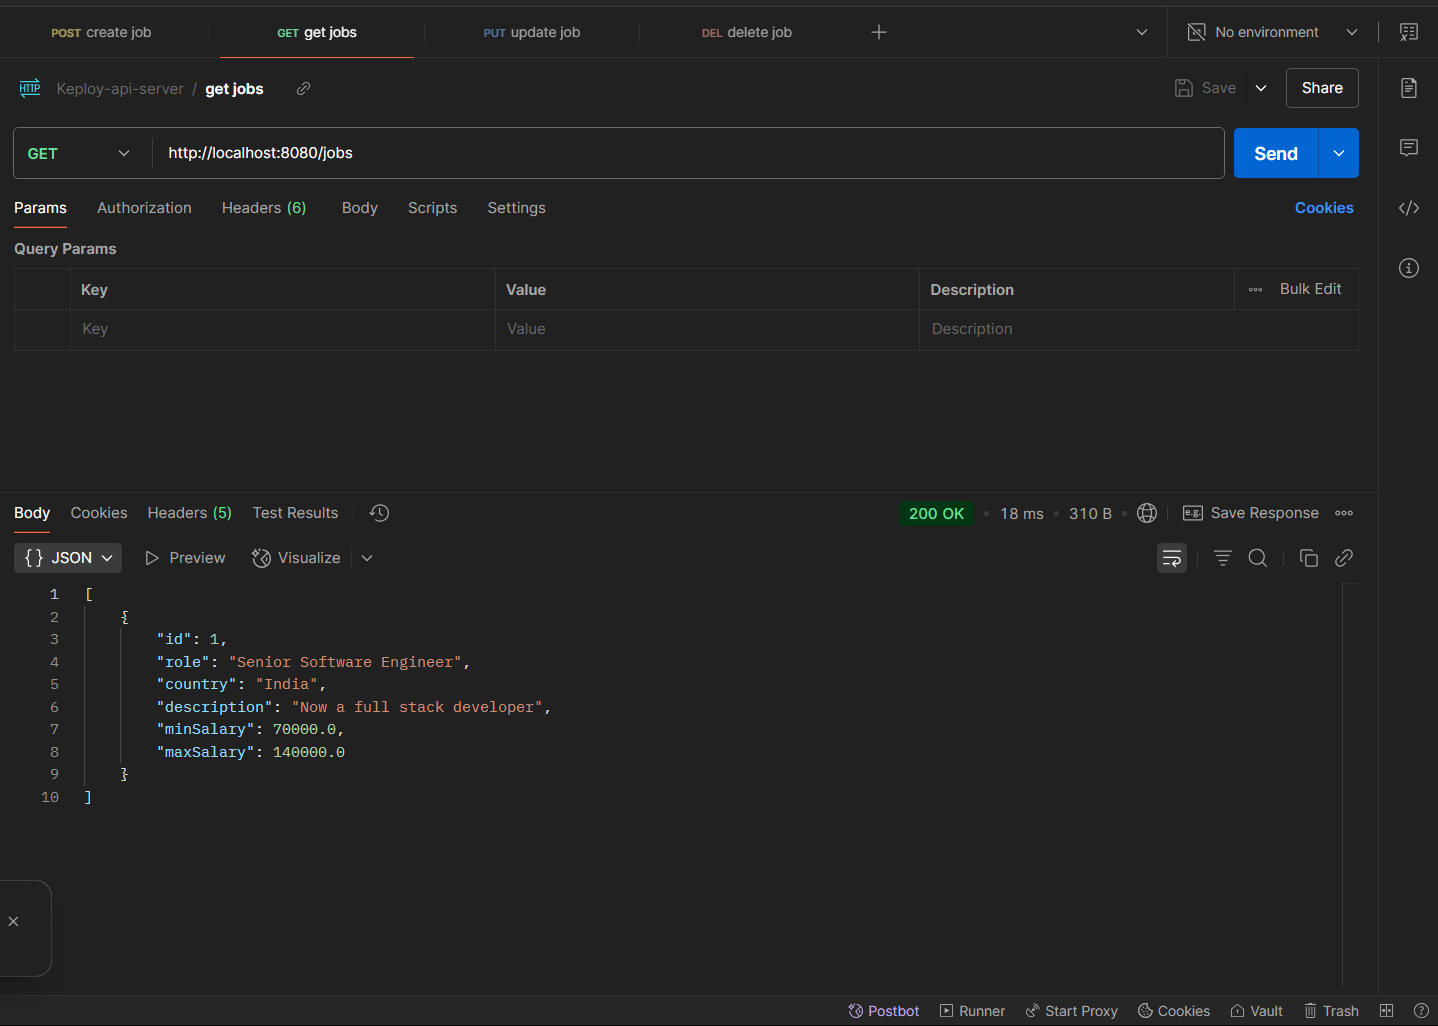 POST create job GET get jobs PUT update job DEL delete job No environment
HTTP Keploy-api-server / get jobs Save Share
GET http://localhost:8080/jobs Send
Params Authorization Headers (6) Body Scripts Settings Cookies
Query Params
Key Value Description Bulk Edit
Key Value Description
Body Cookies Headers (5) Test Results 200 OK • 18 ms • 310 B • e.g. Save Response
{} JSON Preview Visualize
1 [
2 {
3 "id": 1,
4 "role": "Senior Software Engineer",
5 "country": "India",
6 "description": "Now a full stack developer",
7 "minSalary": 70000.0,
8 "maxSalary": 140000.0
9 }
10 ]
Postbot Runner Start Proxy Cookies Vault Trash